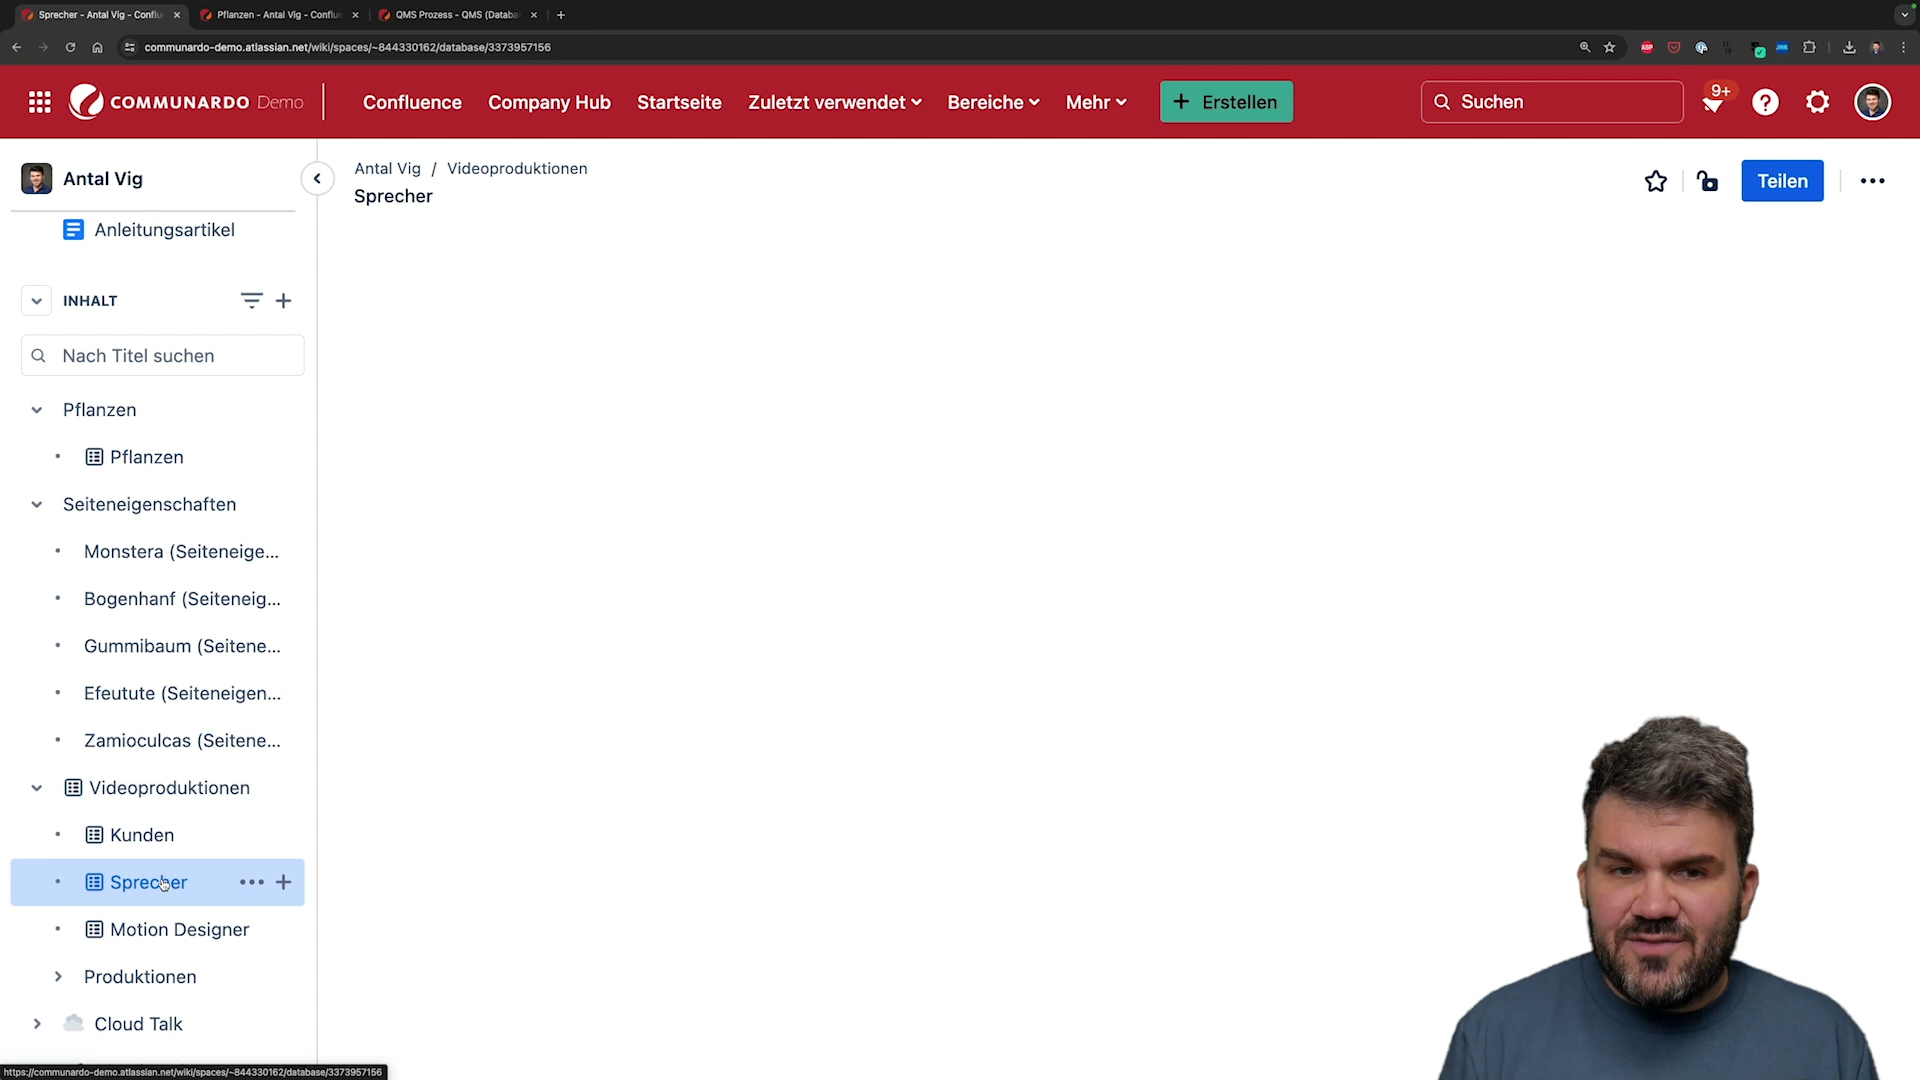 Sprecher - Antal Vig - Conflu
Pflanzen - Antal Vig - Conflue
QMS Prozess - QMS (Databa
communardo-demo.atlassian.net/wiki/spaces/~844330162/database/3373957156
ABP
COMMUNARDO Demo
Confluence
Company Hub
Startseite
Zuletzt verwendet
Bereiche
Mehr
+ Erstellen
Suchen
9+
Antal Vig
Antal Vig / Videoproduktionen
Sprecher
Teilen
Anleitungsartikel
INHALT
Nach Titel suchen
Pflanzen
Pflanzen
Seiteneigenschaften
Monstera (Seiteneige...
Bogenhanf (Seiteneig...
Gummibaum (Seitene...
Efeutute (Seiteneigen...
Zamioculcas (Seitene...
Videoproduktionen
Kunden
Sprecher
Motion Designer
Produktionen
Cloud Talk
https://communardo-demo.atlassian.net/wiki/spaces/~844330162/database/3373957156